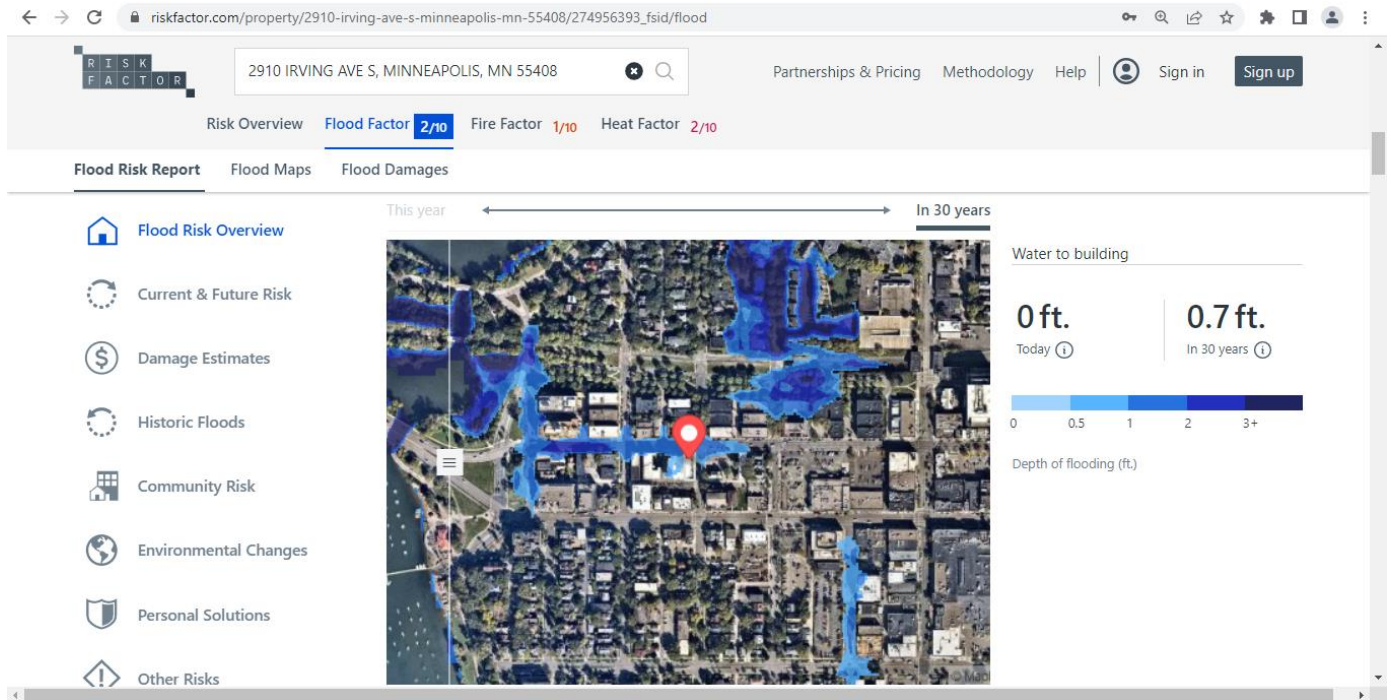 riskfactor.com/property/2910-irving-ave-s-minneapolis-mn-55408/274956393_fsid/flood
RISK
FACTOR
2910 IRVING AVE S, MINNEAPOLIS, MN 55408
Partnerships & Pricing Methodology Help Sign in Sign up
Risk Overview Flood Factor 2/10 Fire Factor 1/10 Heat Factor 2/10
Flood Risk Report Flood Maps Flood Damages
This year In 30 years
Flood Risk Overview
Current & Future Risk
Damage Estimates
Historic Floods
Community Risk
Environmental Changes
Personal Solutions
Other Risks
Water to building
0 ft. 0.7 ft.
Today In 30 years
0 0.5 1 2 3+
Depth of flooding (ft.)